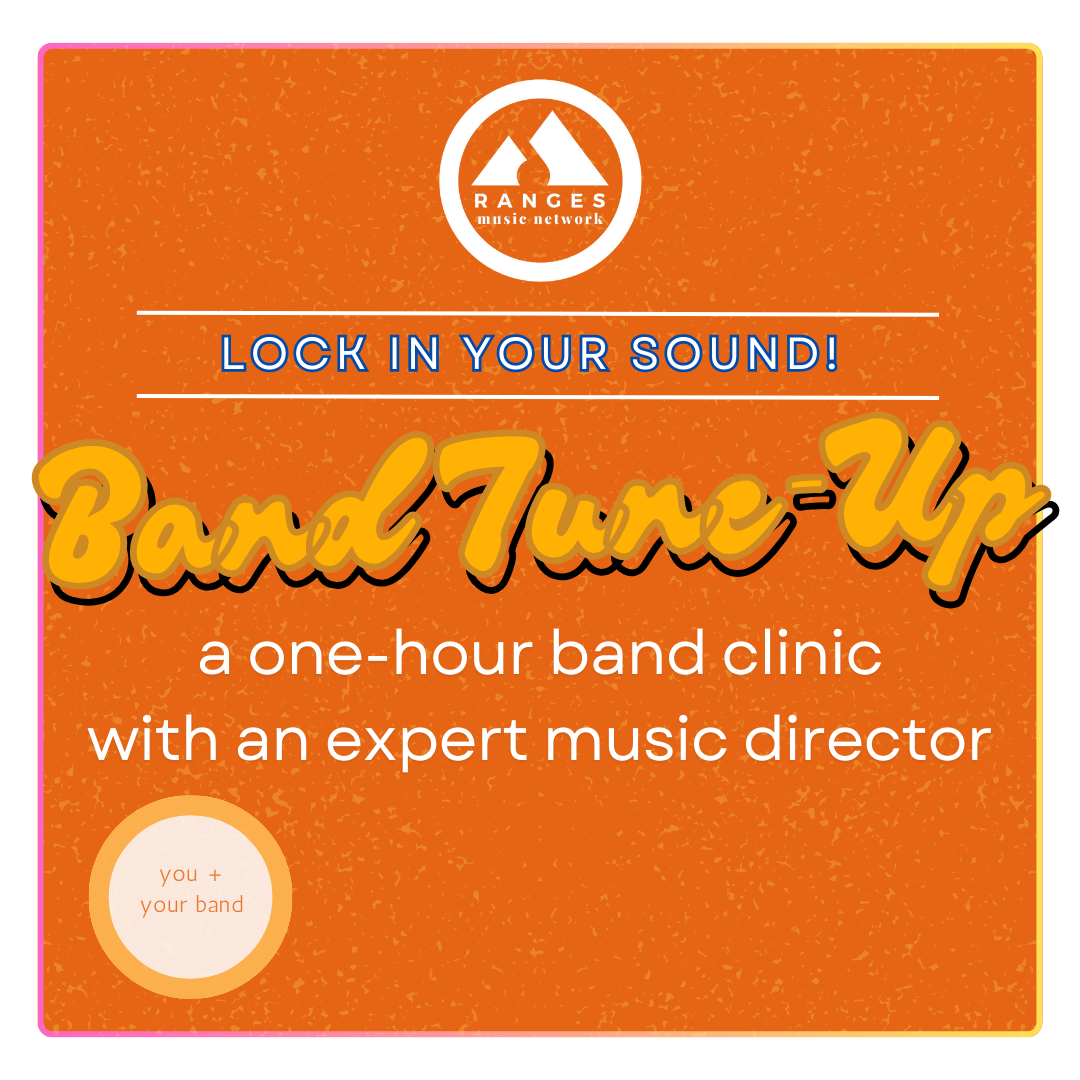 RANGES
music network
LOCK IN YOUR SOUND!
Band Tune-Up
a one-hour band clinic
with an expert music director
you +
your band